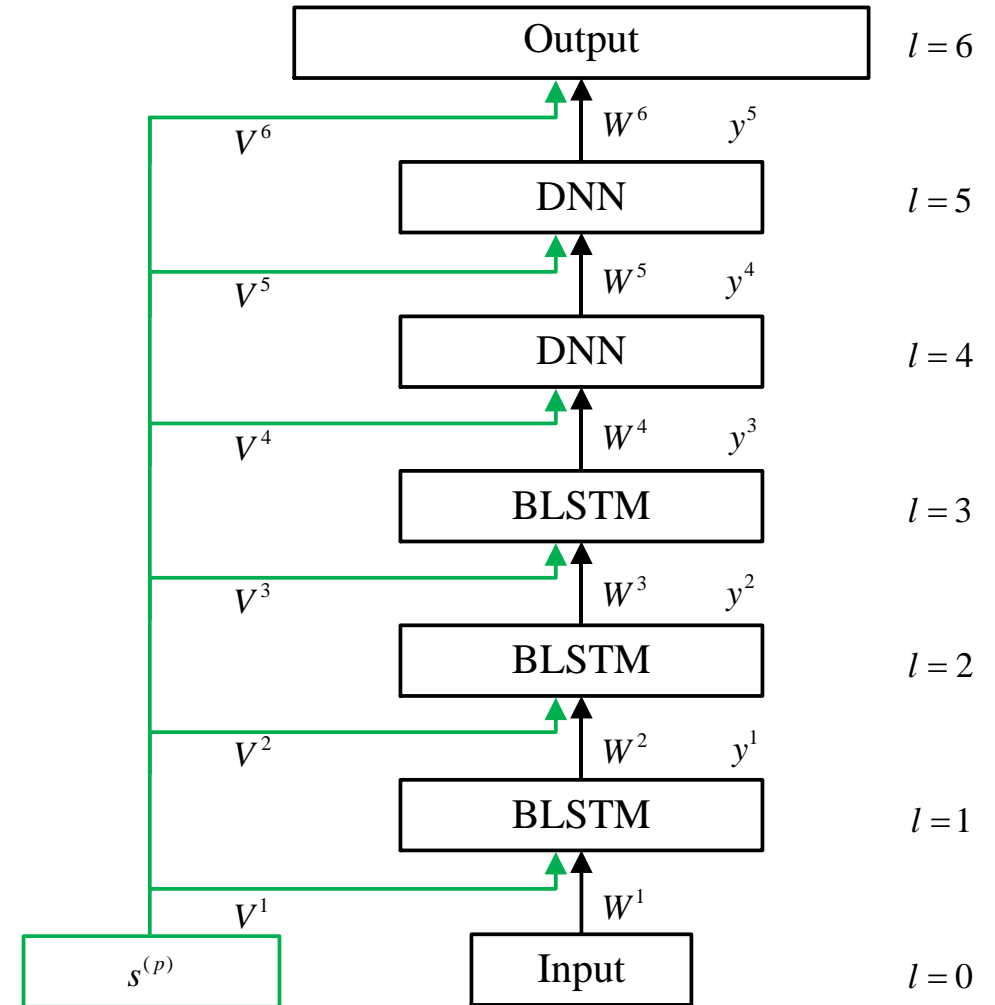 Output l = 6
V^6 W^6 y^5
DNN l = 5
V^5 W^5 y^4
DNN l = 4
V^4 W^4 y^3
BLSTM l = 3
V^3 W^3 y^2
BLSTM l = 2
V^2 W^2 y^1
BLSTM l = 1
V^1 W^1
s^(p) Input l = 0